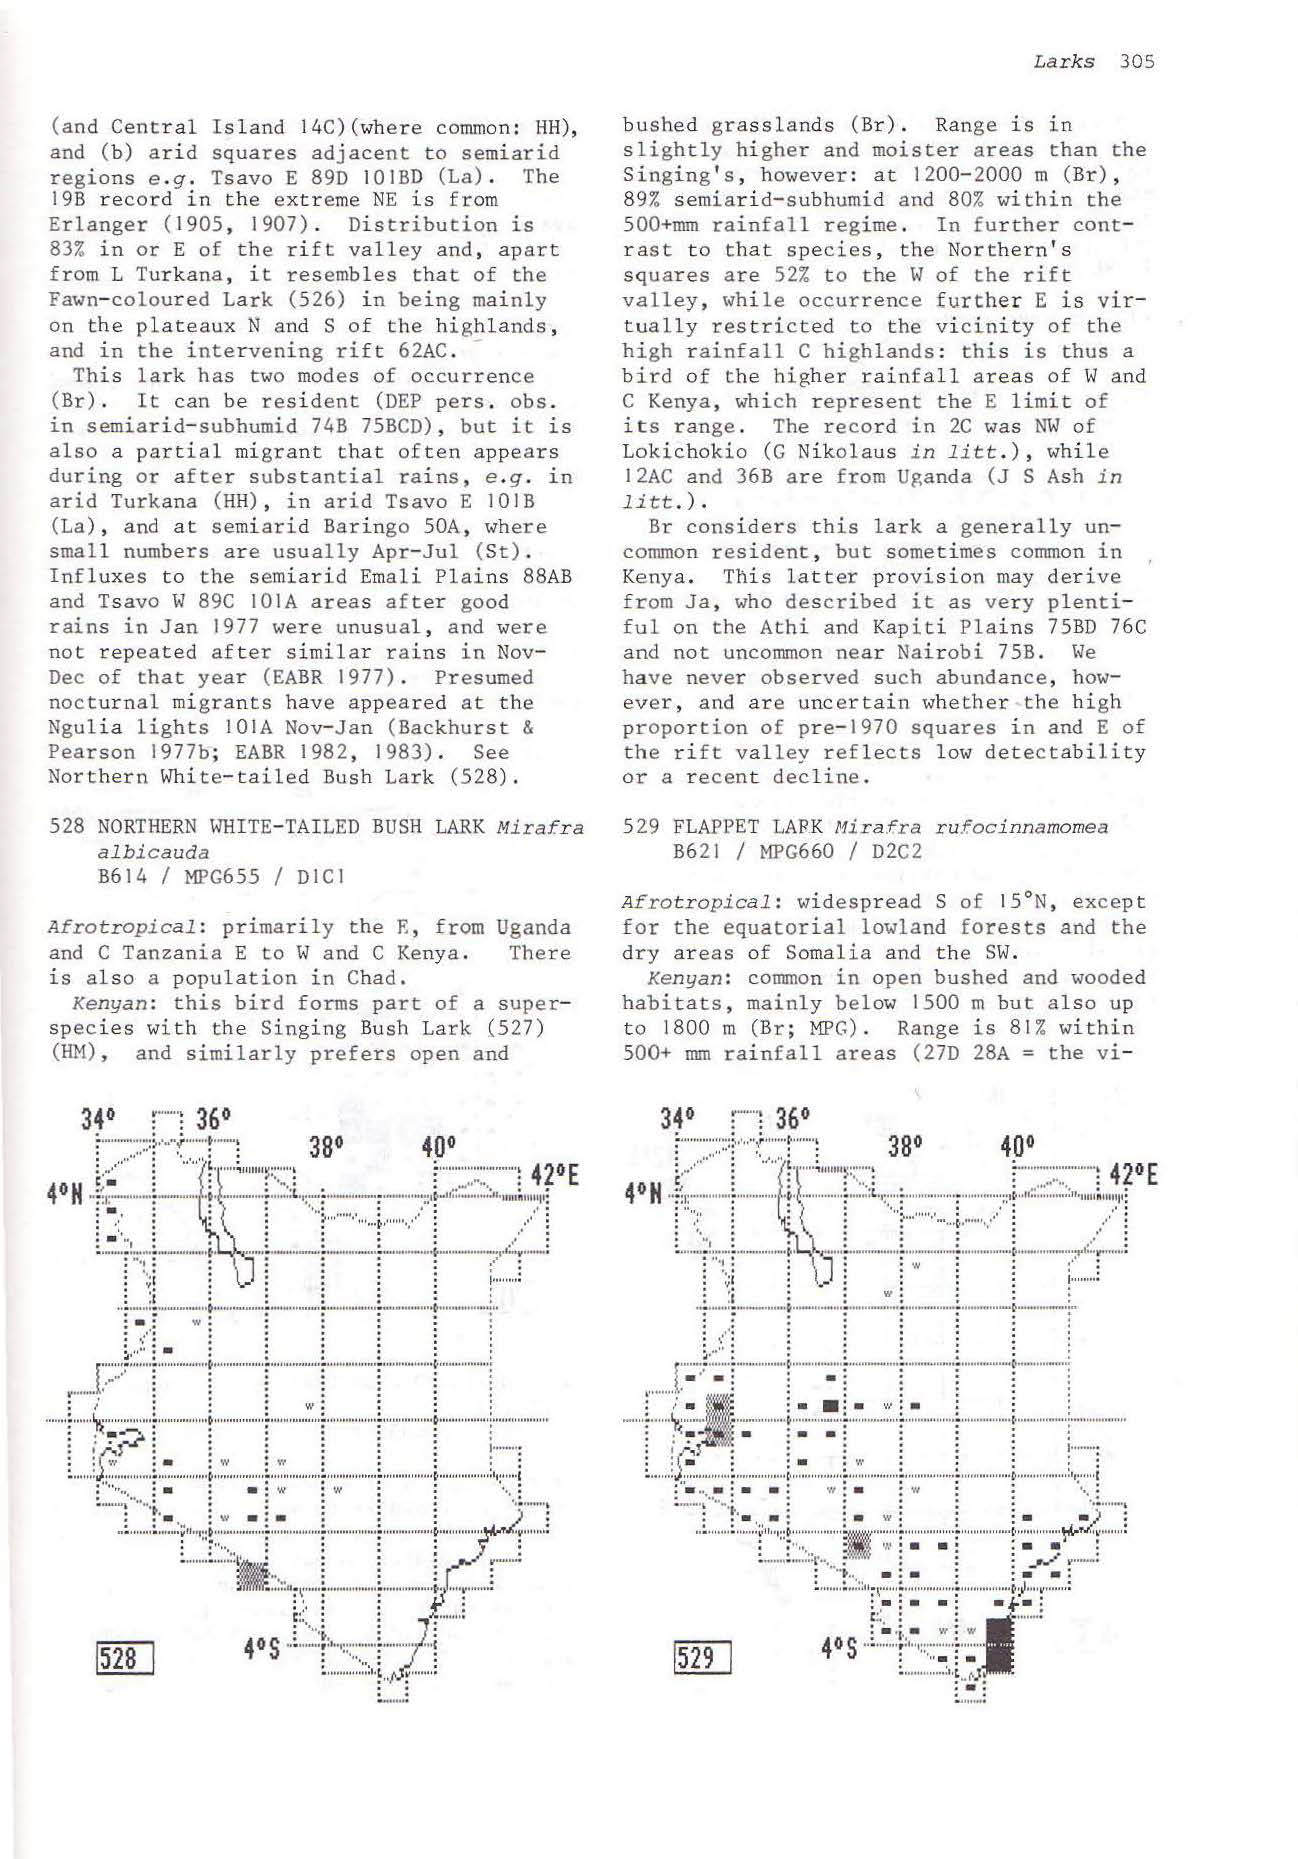 Larks 305
(and Central Island 14C)(where common: HH),
and (b) arid squares adjacent to semiarid
regions e.g. Tsavo E 89D 101BD (La). The
19B record in the extreme NE is from
Erlanger (1905, 1907). Distribution is
83% in or E of the rift valley and, apart
from L Turkana, it resembles that of the
Fawn-coloured Lark (526) in being mainly
on the plateaux N and S of the highlands,
and in the intervening rift 62AC.
This lark has two modes of occurrence
(Br). It can be resident (DEP pers. obs.
in semiarid-subhumid 74B 75BCD), but it is
also a partial migrant that often appears
during or after substantial rains, e.g. in
arid Turkana (HH), in arid Tsavo E 101B
(La), and at semiarid Baringo 50A, where
small numbers are usually Apr-Jul (St).
Influxes to the semiarid Emali Plains 88AB
and Tsavo W 89C 101A areas after good
rains in Jan 1977 were unusual, and were
not repeated after similar rains in Nov-
Dec of that year (EABR 1977). Presumed
nocturnal migrants have appeared at the
Ngulia lights 101A Nov-Jan (Backhurst &
Pearson 1977b; EABR 1982, 1983). See
Northern White-tailed Bush Lark (528).
528 NORTHERN WHITE-TAILED BUSH LARK Mirafra
albicauda
B614 / MPG655 / D1C1
Afrotropical: primarily the E, from Uganda
and C Tanzania E to W and C Kenya. There
is also a population in Chad.
Kenyan: this bird forms part of a super-
species with the Singing Bush Lark (527)
(HM), and similarly prefers open and
bushed grasslands (Br). Range is in
slightly higher and moister areas than the
Singing's, however: at 1200-2000 m (Br),
89% semiarid-subhumid and 80% within the
500+mm rainfall regime. In further cont-
rast to that species, the Northern's
squares are 52% to the W of the rift
valley, while occurrence further E is vir-
tually restricted to the vicinity of the
high rainfall C highlands: this is thus a
bird of the higher rainfall areas of W and
C Kenya, which represent the E limit of
its range. The record in 2C was NW of
Lokichokio (G Nikolaus in litt.), while
12AC and 36B are from Uganda (J S Ash in
litt.).
Br considers this lark a generally un-
common resident, but sometimes common in
Kenya. This latter provision may derive
from Ja, who described it as very plenti-
ful on the Athi and Kapiti Plains 75BD 76C
and not uncommon near Nairobi 75B. We
have never observed such abundance, how-
ever, and are uncertain whether the high
proportion of pre-1970 squares in and E of
the rift valley reflects low detectability
or a recent decline.
529 FLAPPET LARK Mirafra rufocinnamomea
B621 / MPG660 / D2C2
Afrotropical: widespread S of 15°N, except
for the equatorial lowland forests and the
dry areas of Somalia and the SW.
Kenyan: common in open bushed and wooded
habitats, mainly below 1500 m but also up
to 1800 m (Br; MPG). Range is 81% within
500+ mm rainfall areas (27D 28A = the vi-
34° 36°
38° 40°
42°E
4°N
w
w
w w w
w w
w
4°S
528
34° 36°
38° 40°
42°E
4°N
w
w
w
w
w w
w
w
w w
4°S
529